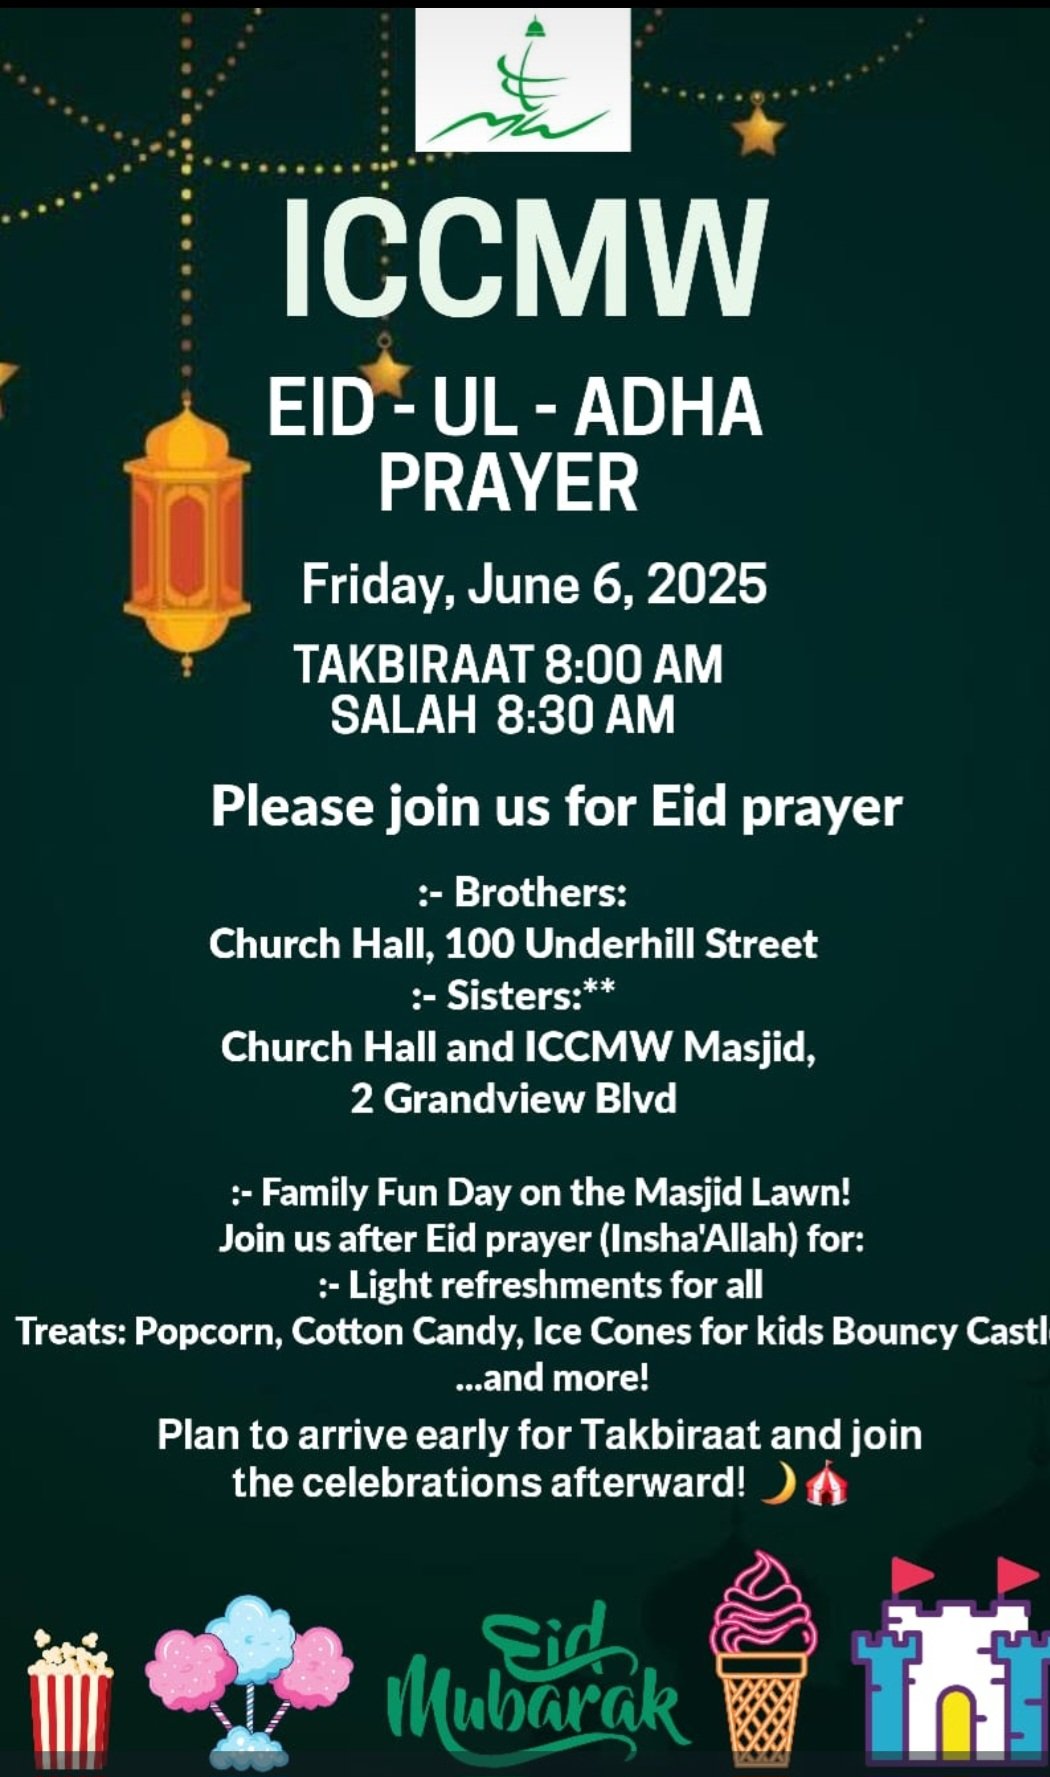 MW
ICCMW
EID - UL - ADHA
PRAYER
Friday, June 6, 2025
TAKBIRAAT 8:00 AM
SALAH 8:30 AM
Please join us for Eid prayer
:- Brothers:
Church Hall, 100 Underhill Street
:- Sisters:**
Church Hall and ICCMW Masjid,
2 Grandview Blvd
:- Family Fun Day on the Masjid Lawn!
Join us after Eid prayer (Insha'Allah) for:
:- Light refreshments for all
Treats: Popcorn, Cotton Candy, Ice Cones for kids Bouncy Castl
...and more!
Plan to arrive early for Takbiraat and join
the celebrations afterward! 🌙🎪
Eid
Mubarak